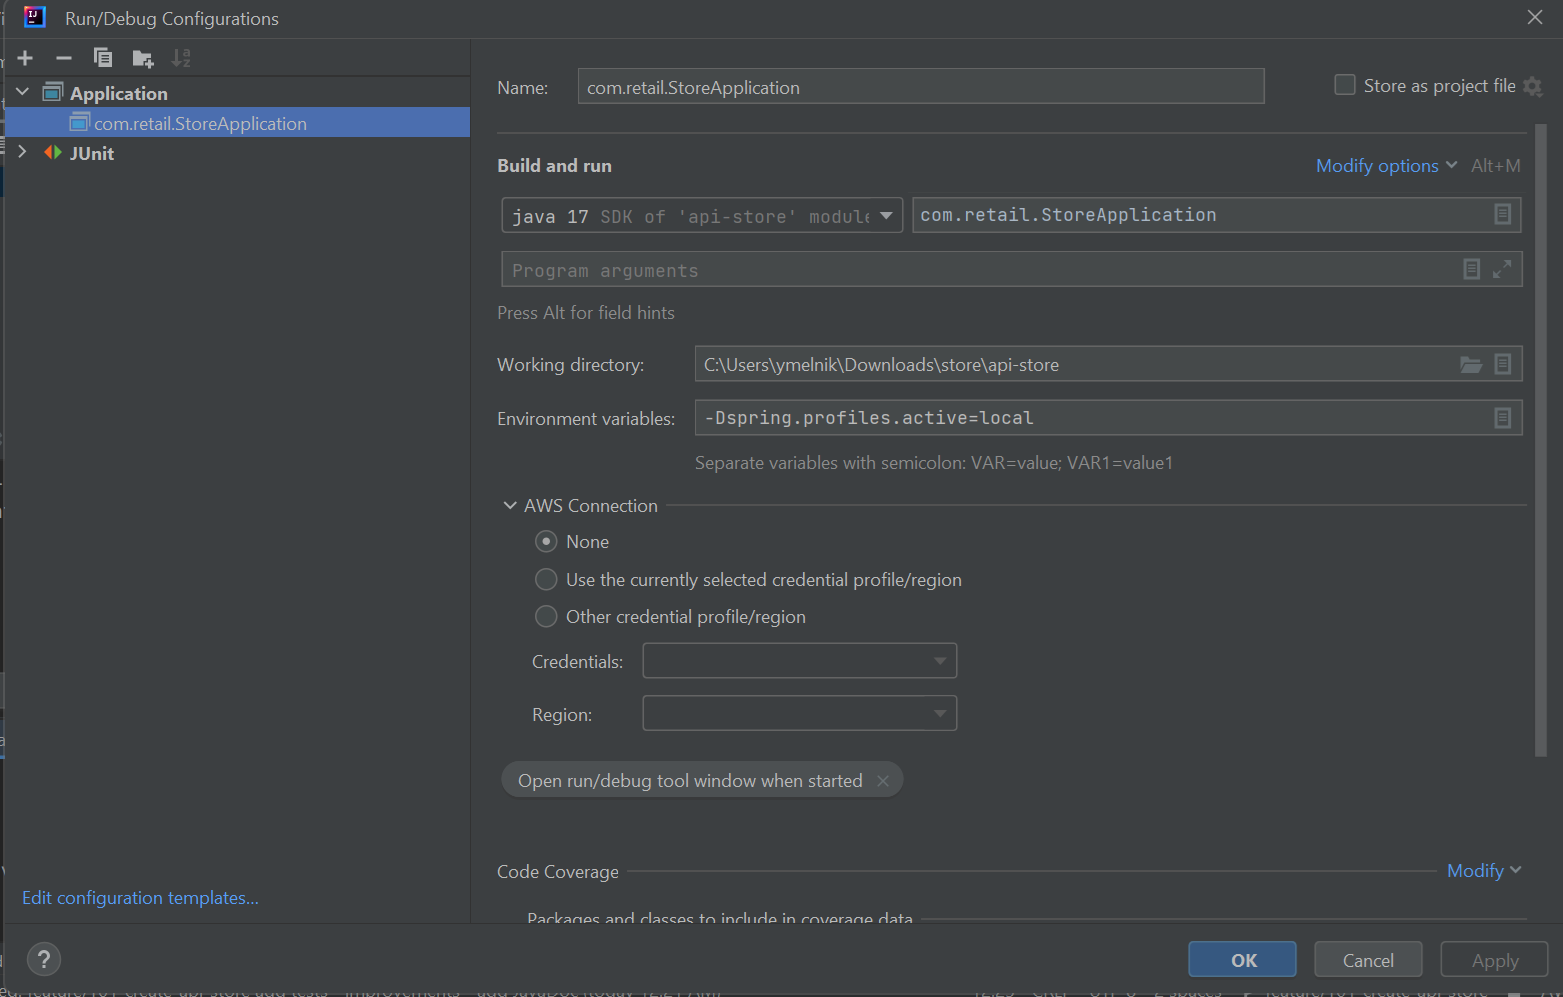 Run/Debug Configurations
Application
com.retail.StoreApplication
JUnit
Edit configuration templates...
Name:
com.retail.StoreApplication
Store as project file
Build and run
Modify options
Alt+M
java 17 SDK of 'api-store' module
com.retail.StoreApplication
Program arguments
Press Alt for field hints
Working directory:
C:\Users\ymelnik\Downloads\store\api-store
Environment variables:
-Dspring.profiles.active=local
Separate variables with semicolon: VAR=value; VAR1=value1
AWS Connection
None
Use the currently selected credential profile/region
Other credential profile/region
Credentials:
Region:
Open run/debug tool window when started
Code Coverage
Modify
Packages and classes to include in coverage data
?
OK
Cancel
Apply